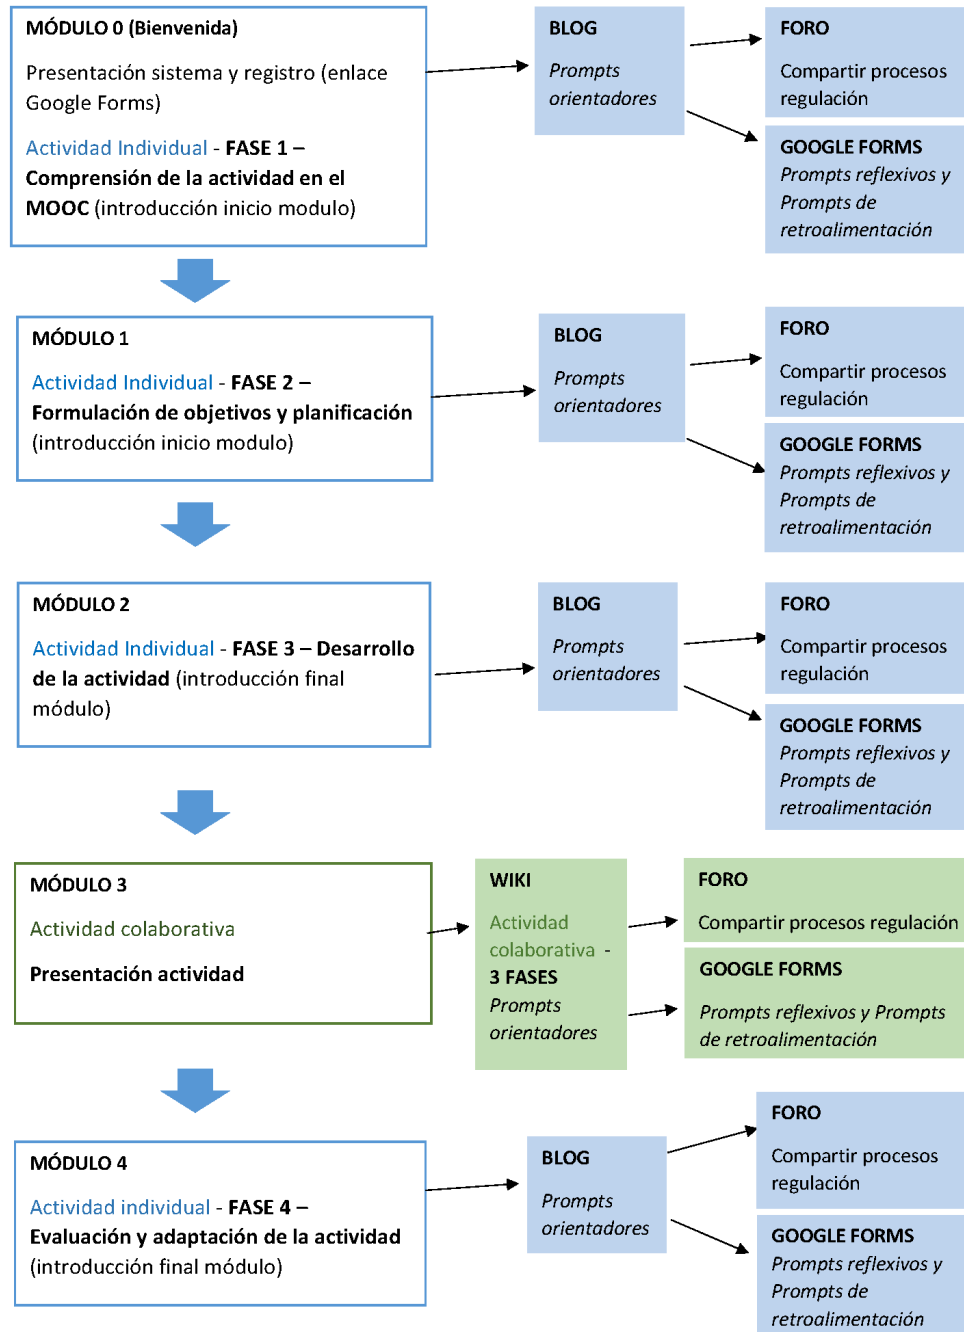 MÓDULO 0 (Bienvenida)
Presentación sistema y registro (enlace
Google Forms)
Actividad Individual - FASE 1 –
Comprensión de la actividad en el
MOOC (introducción inicio modulo)
BLOG
Prompts
orientadores
FORO
Compartir procesos
regulación
GOOGLE FORMS
Prompts reflexivos y
Prompts de
retroalimentación
MÓDULO 1
Actividad Individual - FASE 2 –
Formulación de objetivos y planificación
(introducción inicio modulo)
BLOG
Prompts
orientadores
FORO
Compartir procesos
regulación
GOOGLE FORMS
Prompts reflexivos y
Prompts de
retroalimentación
MÓDULO 2
Actividad Individual - FASE 3 – Desarrollo
de la actividad (introducción final
módulo)
BLOG
Prompts
orientadores
FORO
Compartir procesos
regulación
GOOGLE FORMS
Prompts reflexivos y
Prompts de
retroalimentación
MÓDULO 3
Actividad colaborativa
Presentación actividad
WIKI
Actividad
colaborativa -
3 FASES
Prompts
orientadores
FORO
Compartir procesos regulación
GOOGLE FORMS
Prompts reflexivos y Prompts
de retroalimentación
MÓDULO 4
Actividad individual - FASE 4 –
Evaluación y adaptación de la actividad
(introducción final módulo)
BLOG
Prompts
orientadores
FORO
Compartir procesos
regulación
GOOGLE FORMS
Prompts reflexivos y
Prompts de
retroalimentación